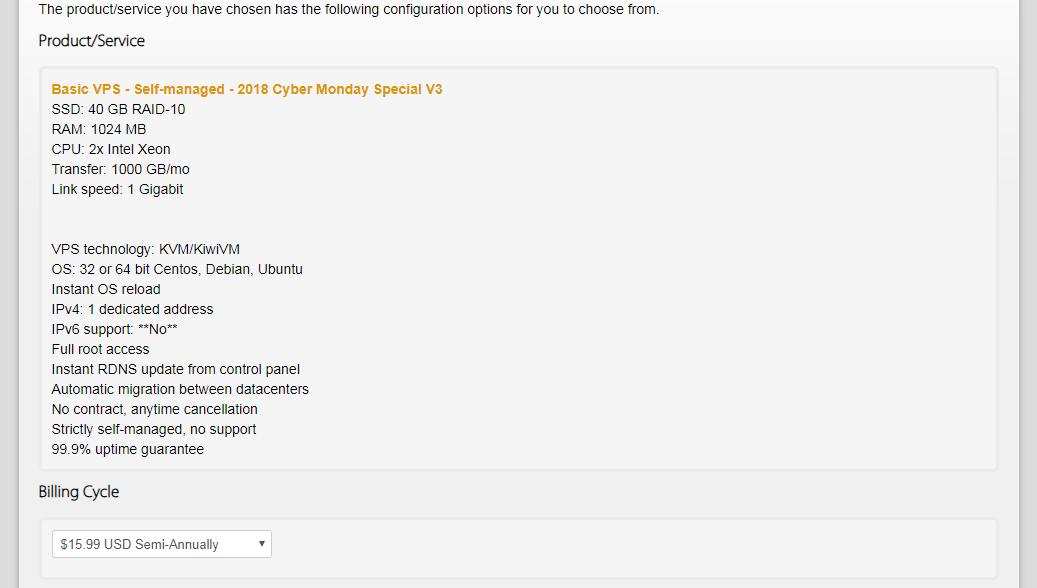 The product/service you have chosen has the following configuration options for you to choose from.
Product/Service
Basic VPS - Self-managed - 2018 Cyber Monday Special V3
SSD: 40 GB RAID-10
RAM: 1024 MB
CPU: 2x Intel Xeon
Transfer: 1000 GB/mo
Link speed: 1 Gigabit
VPS technology: KVM/KiwiVM
OS: 32 or 64 bit Centos, Debian, Ubuntu
Instant OS reload
IPv4: 1 dedicated address
IPv6 support: **No**
Full root access
Instant RDNS update from control panel
Automatic migration between datacenters
No contract, anytime cancellation
Strictly self-managed, no support
99.9% uptime guarantee
Billing Cycle
$15.99 USD Semi-Annually